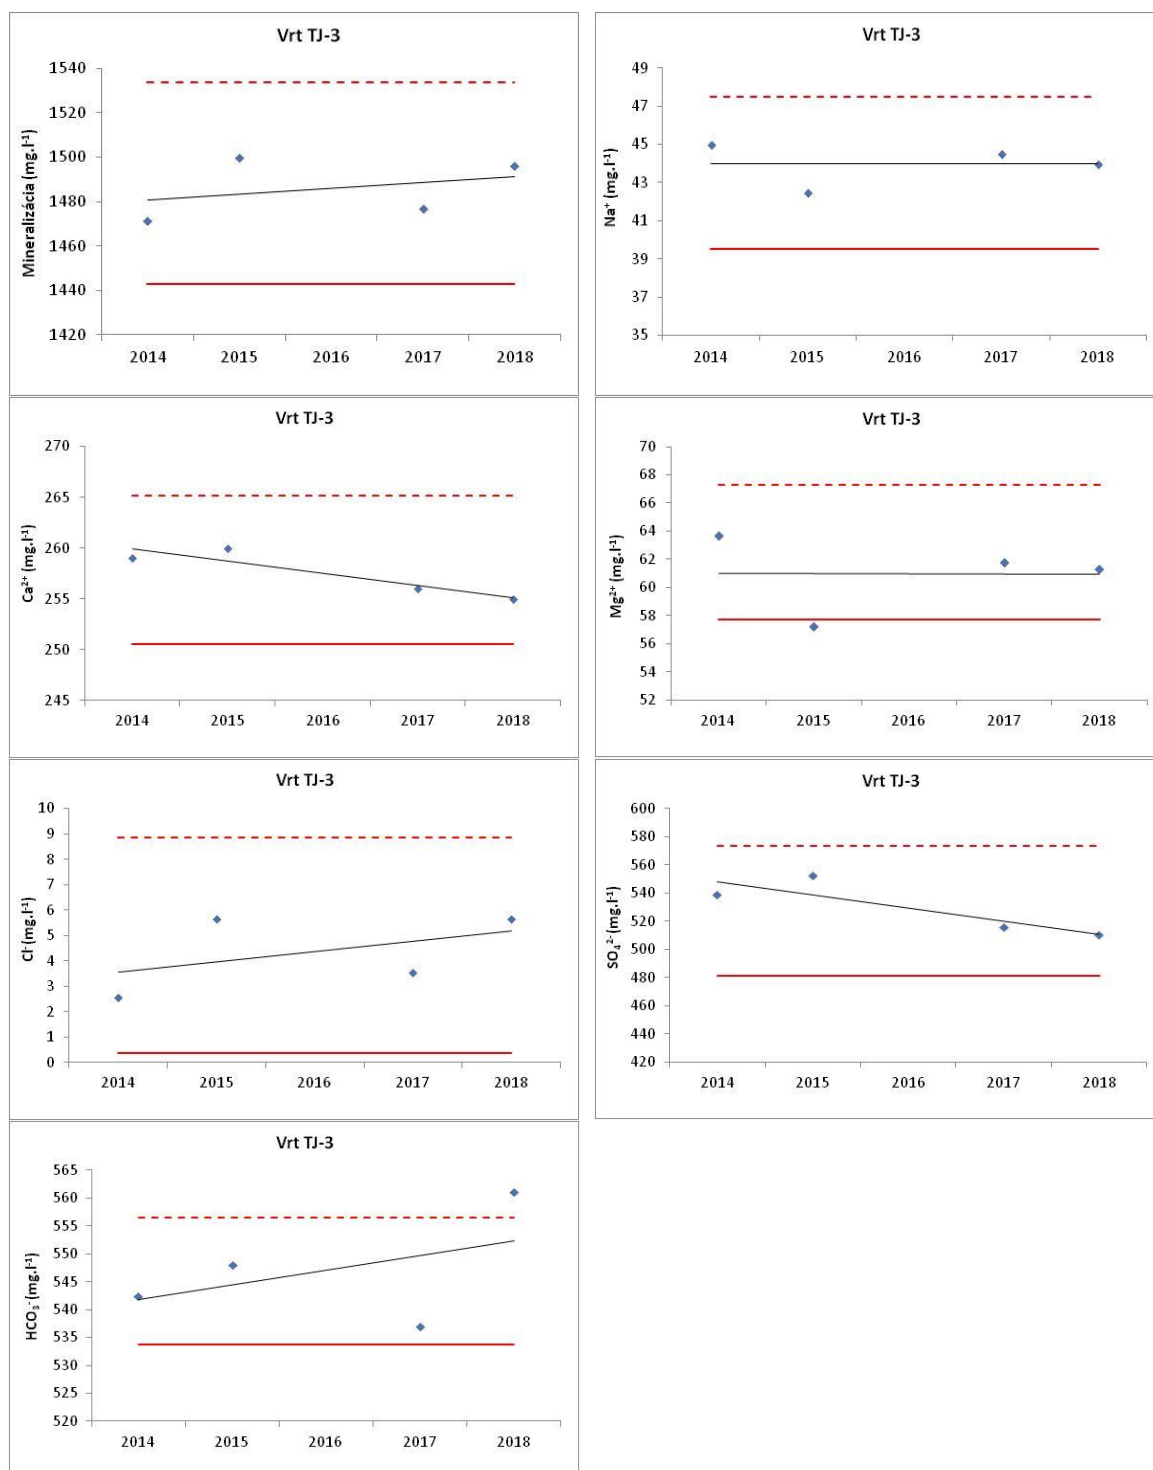 Vrt TJ-3
Mineralizácia (mg.l⁻¹)
1540
1520
1500
1480
1460
1440
1420
2014 2015 2016 2017 2018
Vrt TJ-3
Na⁺ (mg.l⁻¹)
49
47
45
43
41
39
37
35
2014 2015 2016 2017 2018
Vrt TJ-3
Ca²⁺ (mg.l⁻¹)
270
265
260
255
250
245
2014 2015 2016 2017 2018
Vrt TJ-3
Mg²⁺ (mg.l⁻¹)
70
68
66
64
62
60
58
56
54
52
2014 2015 2016 2017 2018
Vrt TJ-3
Cl⁻ (mg.l⁻¹)
10
9
8
7
6
5
4
3
2
1
0
2014 2015 2016 2017 2018
Vrt TJ-3
SO₄²⁻ (mg.l⁻¹)
600
580
560
540
520
500
480
460
440
420
2014 2015 2016 2017 2018
Vrt TJ-3
HCO₃⁻ (mg.l⁻¹)
565
560
555
550
545
540
535
530
525
520
2014 2015 2016 2017 2018